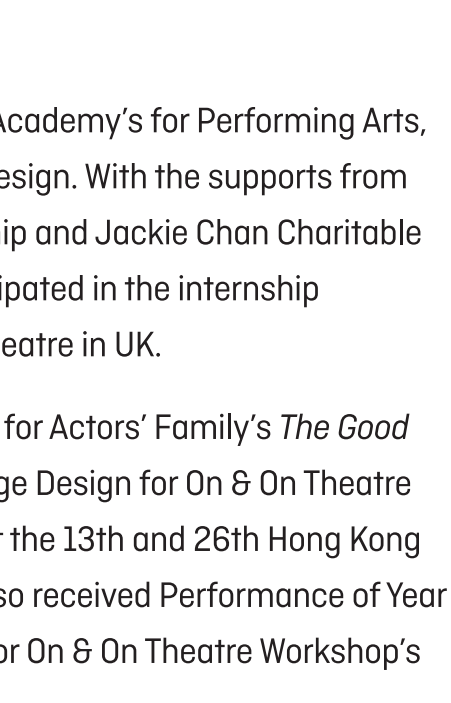 Academy's for Performing Arts,
esign. With the supports from
ip and Jackie Chan Charitable
ipated in the internship
eatre in UK.
for Actors' Family's The Good
ge Design for On & On Theatre
the 13th and 26th Hong Kong
so received Performance of Year
or On & On Theatre Workshop's